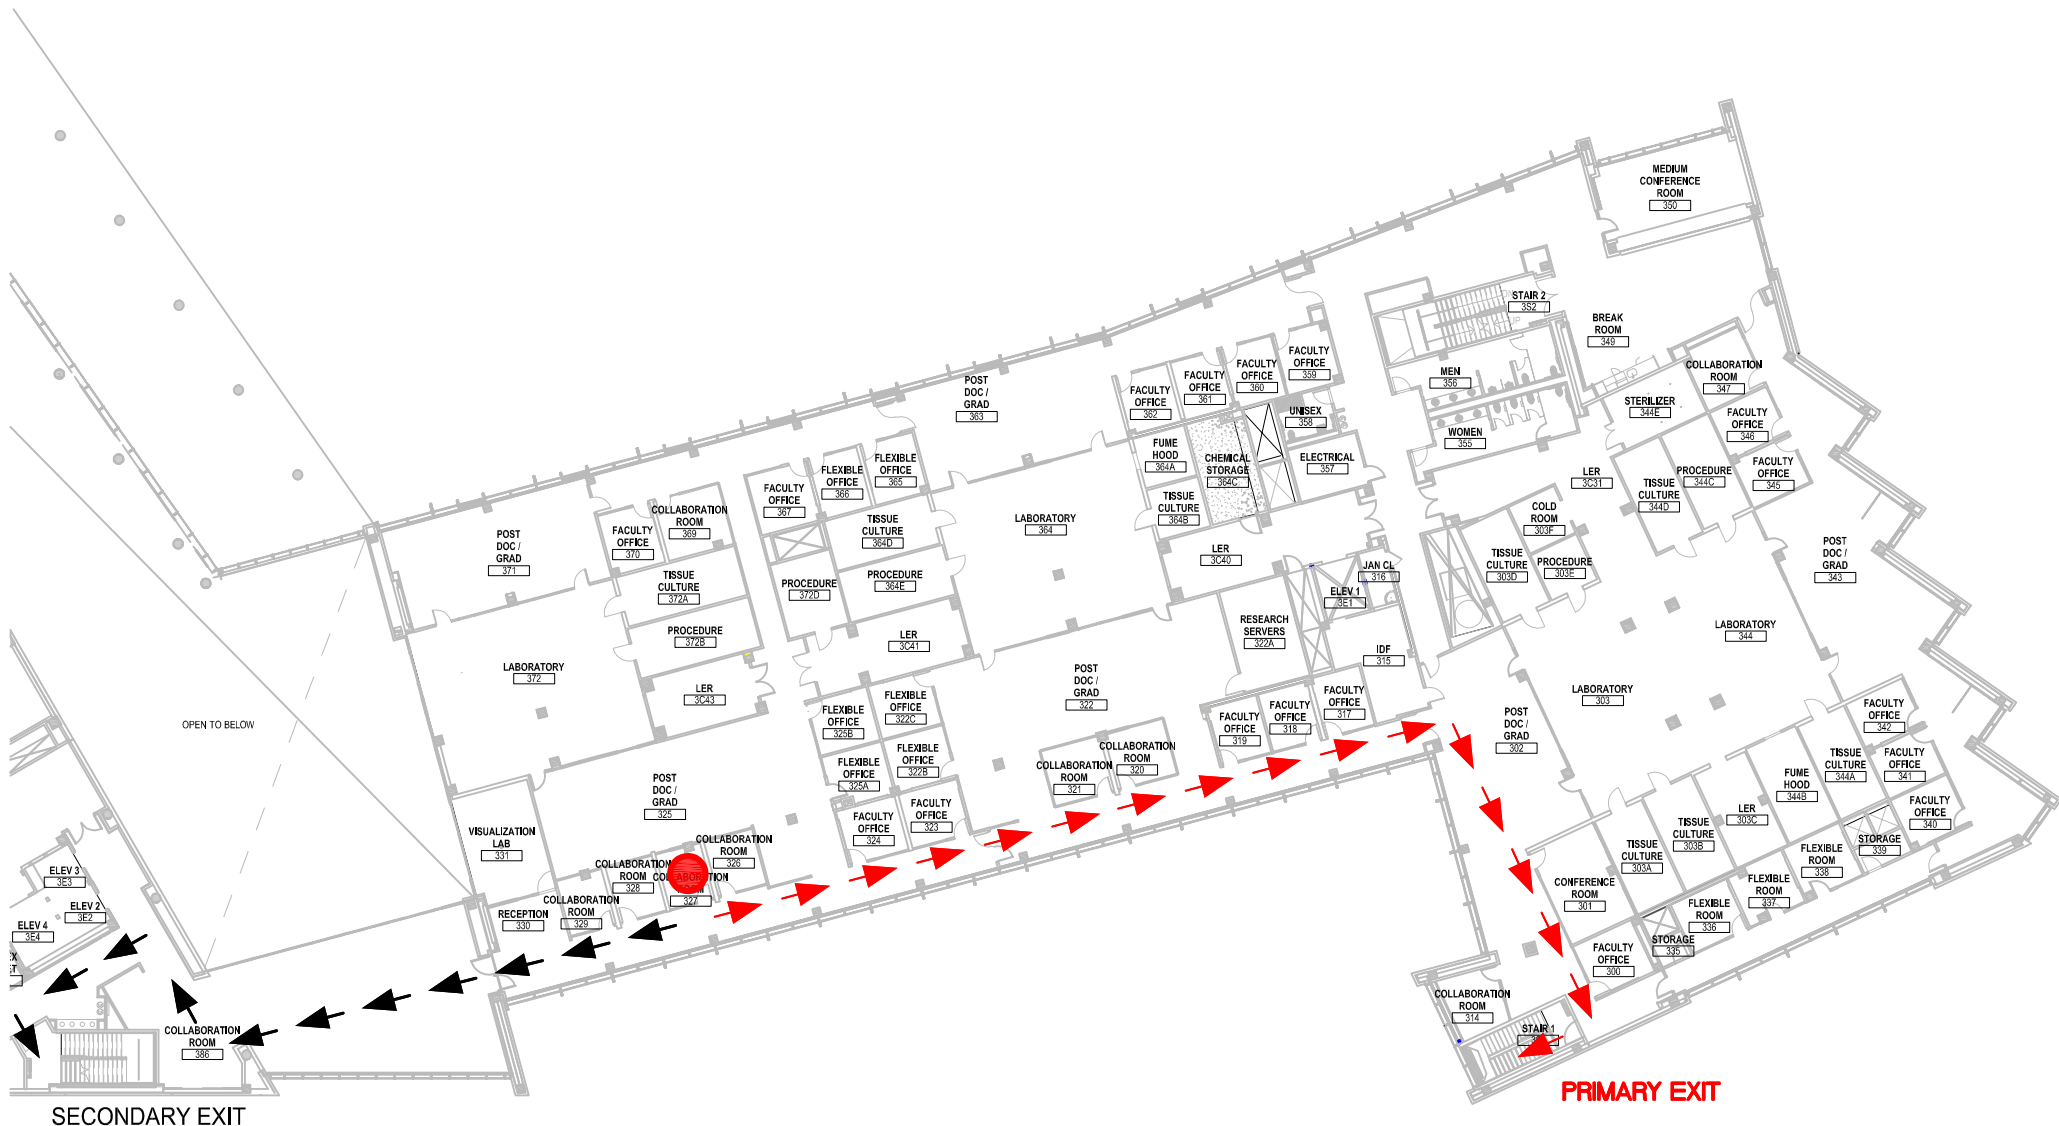 MEDIUM
CONFERENCE
ROOM
350
STAIR 2
3S2
UP
BREAK
ROOM
349
COLLABORATION
ROOM
347
STERILIZER
344E
FACULTY
OFFICE
346
FACULTY
OFFICE
345
PROCEDURE
344C
TISSUE
CULTURE
344D
LER
3C31
MEN
356
WOMEN
355
FACULTY
OFFICE
359
FACULTY
OFFICE
360
FACULTY
OFFICE
361
FACULTY
OFFICE
362
UNISEX
358
ELECTRICAL
357
FUME
HOOD
364A
CHEMICAL
STORAGE
364C
TISSUE
CULTURE
364B
POST
DOC /
GRAD
363
LABORATORY
364
LER
3C40
FLEXIBLE
OFFICE
365
FLEXIBLE
OFFICE
366
FACULTY
OFFICE
367
TISSUE
CULTURE
364D
PROCEDURE
364E
PROCEDURE
372D
COLLABORATION
ROOM
369
FACULTY
OFFICE
370
POST
DOC /
GRAD
371
TISSUE
CULTURE
372A
PROCEDURE
372B
LABORATORY
372
LER
3C43
LER
3C41
COLD
ROOM
303F
PROCEDURE
303E
TISSUE
CULTURE
303D
POST
DOC /
GRAD
343
LABORATORY
344
LABORATORY
303
JAN CL
316
ELEV 1
3E1
RESEARCH
SERVERS
322A
IDF
315
FACULTY
OFFICE
317
FACULTY
OFFICE
318
FACULTY
OFFICE
319
POST
DOC /
GRAD
322
COLLABORATION
ROOM
320
COLLABORATION
ROOM
321
FLEXIBLE
OFFICE
322C
FLEXIBLE
OFFICE
325B
FLEXIBLE
OFFICE
322B
FLEXIBLE
OFFICE
325A
FACULTY
OFFICE
323
FACULTY
OFFICE
324
POST
DOC /
GRAD
325
VISUALIZATION
LAB
331
COLLABORATION
ROOM
326
COLLABORATION
ROOM
327
COLLABORATION
ROOM
328
COLLABORATION
ROOM
329
RECEPTION
330
POST
DOC /
GRAD
302
FACULTY
OFFICE
342
FACULTY
OFFICE
341
FACULTY
OFFICE
340
TISSUE
CULTURE
344A
FUME
HOOD
344B
LER
303C
TISSUE
CULTURE
303B
TISSUE
CULTURE
303A
STORAGE
339
FLEXIBLE
ROOM
338
FLEXIBLE
ROOM
337
FLEXIBLE
ROOM
336
STORAGE
335
CONFERENCE
ROOM
301
FACULTY
OFFICE
300
COLLABORATION
ROOM
314
STAIR 1
OPEN TO BELOW
ELEV 3
3E3
ELEV 2
3E2
ELEV 4
3E4
COLLABORATION
ROOM
386
PRIMARY EXIT
SECONDARY EXIT